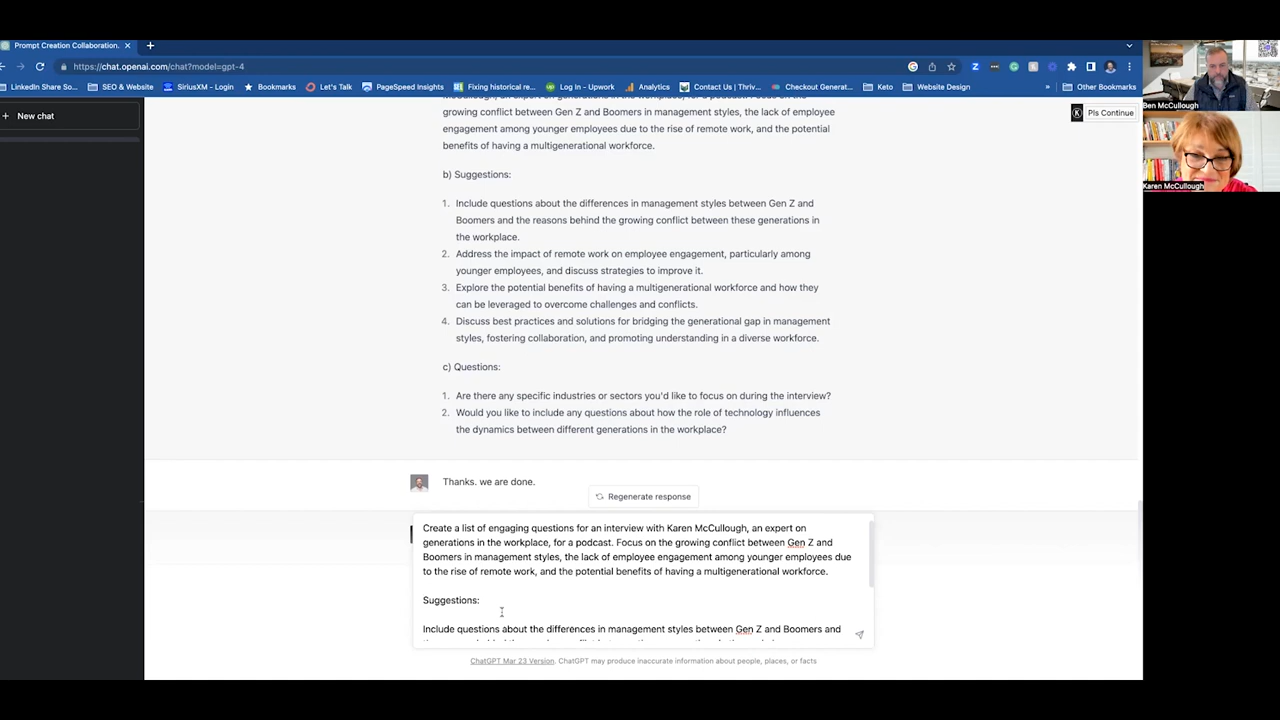 Prompt Creation Collaboration.
https://chat.openai.com/chat?model=gpt-4
LinkedIn Share So...
SEO & Website
SiriusXM - Login
Bookmarks
Let's Talk
PageSpeed Insights
Fixing historical re...
Log In - Upwork
Analytics
Contact Us | Thriv...
Checkout Generat...
Keto
Website Design
»
Other Bookmarks
+ New chat
Pls Continue
Ben McCullough
Karen McCullough
growing conflict between Gen Z and Boomers in management styles, the lack of employee
engagement among younger employees due to the rise of remote work, and the potential
benefits of having a multigenerational workforce.
b) Suggestions:
1. Include questions about the differences in management styles between Gen Z and
Boomers and the reasons behind the growing conflict between these generations in
the workplace.
2. Address the impact of remote work on employee engagement, particularly among
younger employees, and discuss strategies to improve it.
3. Explore the potential benefits of having a multigenerational workforce and how they
can be leveraged to overcome challenges and conflicts.
4. Discuss best practices and solutions for bridging the generational gap in management
styles, fostering collaboration, and promoting understanding in a diverse workforce.
c) Questions:
1. Are there any specific industries or sectors you'd like to focus on during the interview?
2. Would you like to include any questions about how the role of technology influences
the dynamics between different generations in the workplace?
Thanks. we are done.
Regenerate response
Create a list of engaging questions for an interview with Karen McCullough, an expert on
generations in the workplace, for a podcast. Focus on the growing conflict between Gen Z and
Boomers in management styles, the lack of employee engagement among younger employees due
to the rise of remote work, and the potential benefits of having a multigenerational workforce.
Suggestions:
Include questions about the differences in management styles between Gen Z and Boomers and
ChatGPT Mar 23 Version. ChatGPT may produce inaccurate information about people, places, or facts